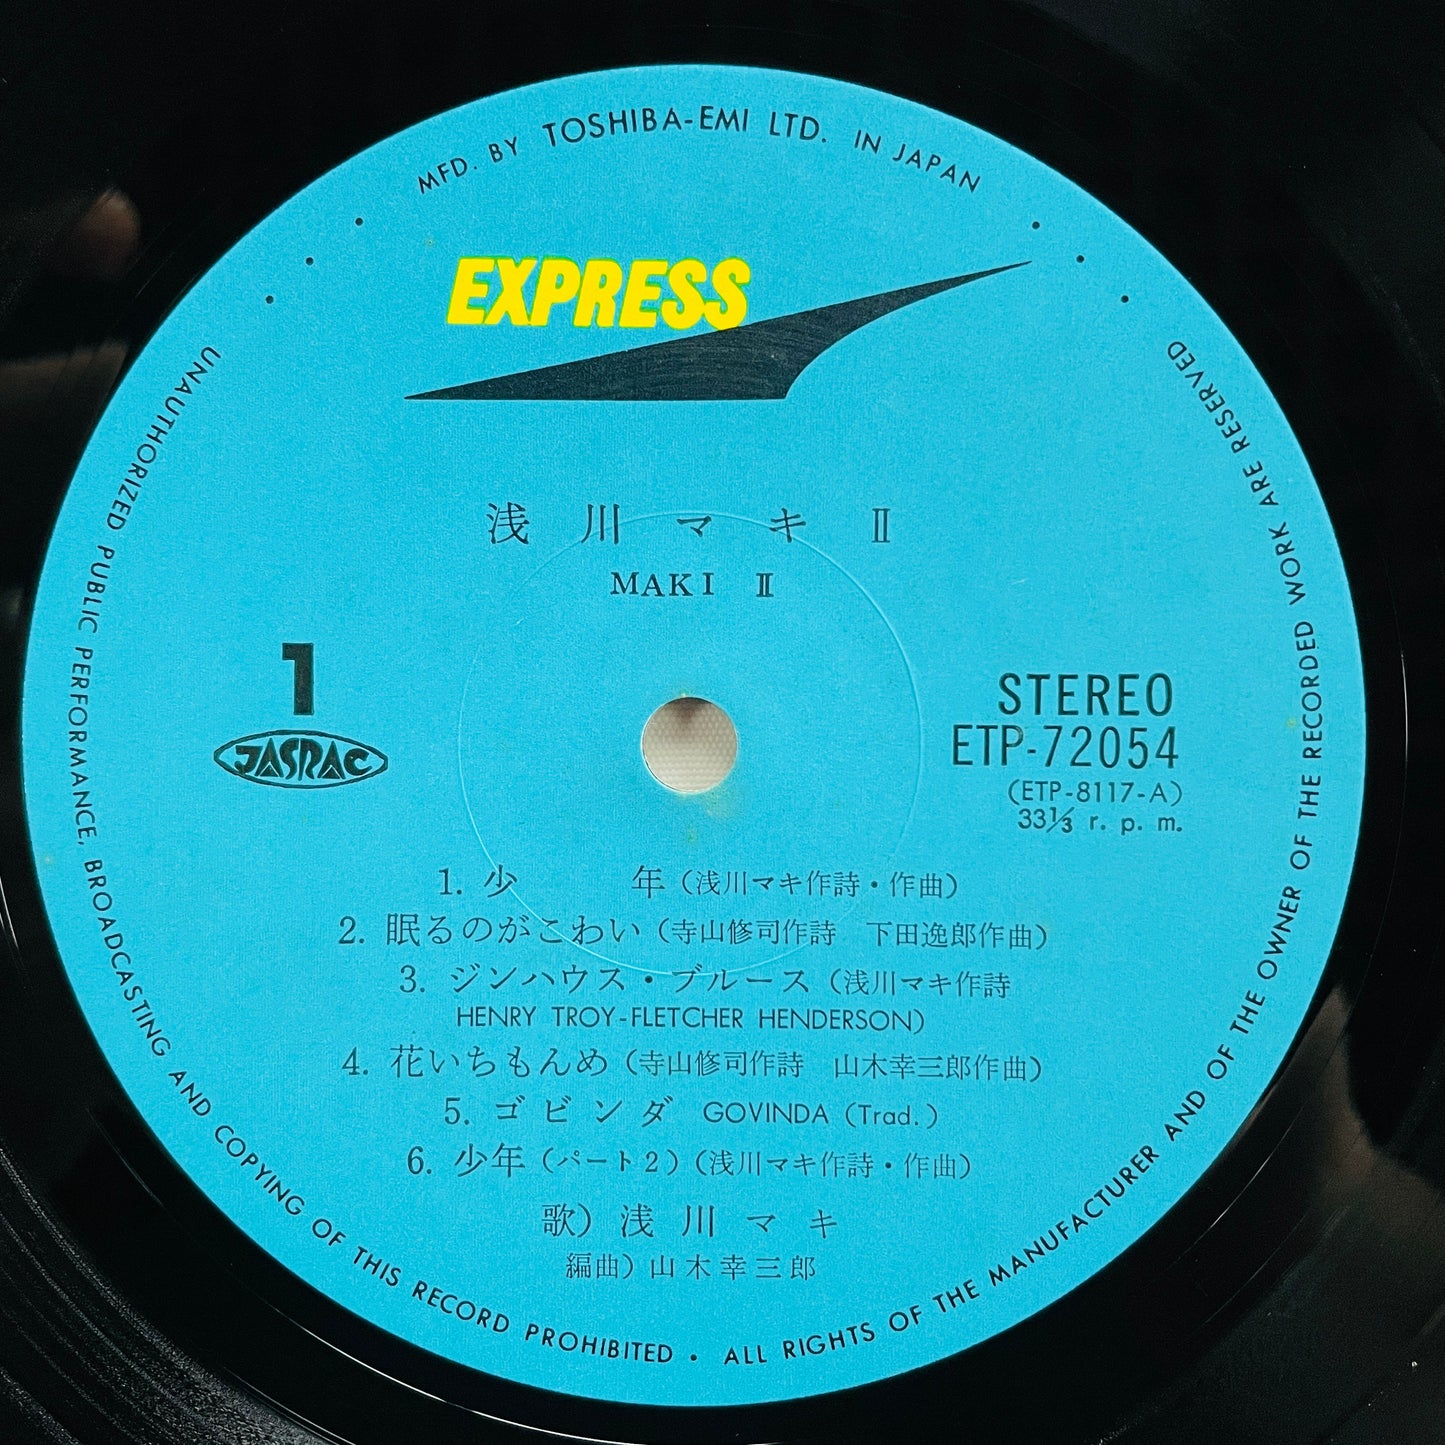 MFD. BY TOSHIBA-EMI LTD. IN JAPAN
EXPRESS
浅川マキⅡ
MAKI Ⅱ
1
JASRAC
STEREO
ETP-72054
(ETP-8117-A)
33⅓ r. p. m.
1. 少年（浅川マキ作詩・作曲）
2. 眠るのがこわい（寺山修司作詩　下田逸郎作曲）
3. ジンハウス・ブルース（浅川マキ作詩
HENRY TROY-FLETCHER HENDERSON)
4. 花いちもんめ（寺山修司作詩　山木幸三郎作曲）
5. ゴビンダ GOVINDA (Trad.)
6. 少年（パート2）（浅川マキ作詩・作曲）
歌）浅川マキ
編曲）山木幸三郎
UNAUTHORIZED PUBLIC PERFORMANCE, BROADCASTING AND COPYING OF THIS RECORD PROHIBITED • ALL RIGHTS OF THE MANUFACTURER AND OF THE OWNER OF THE RECORDED WORK ARE RESERVED